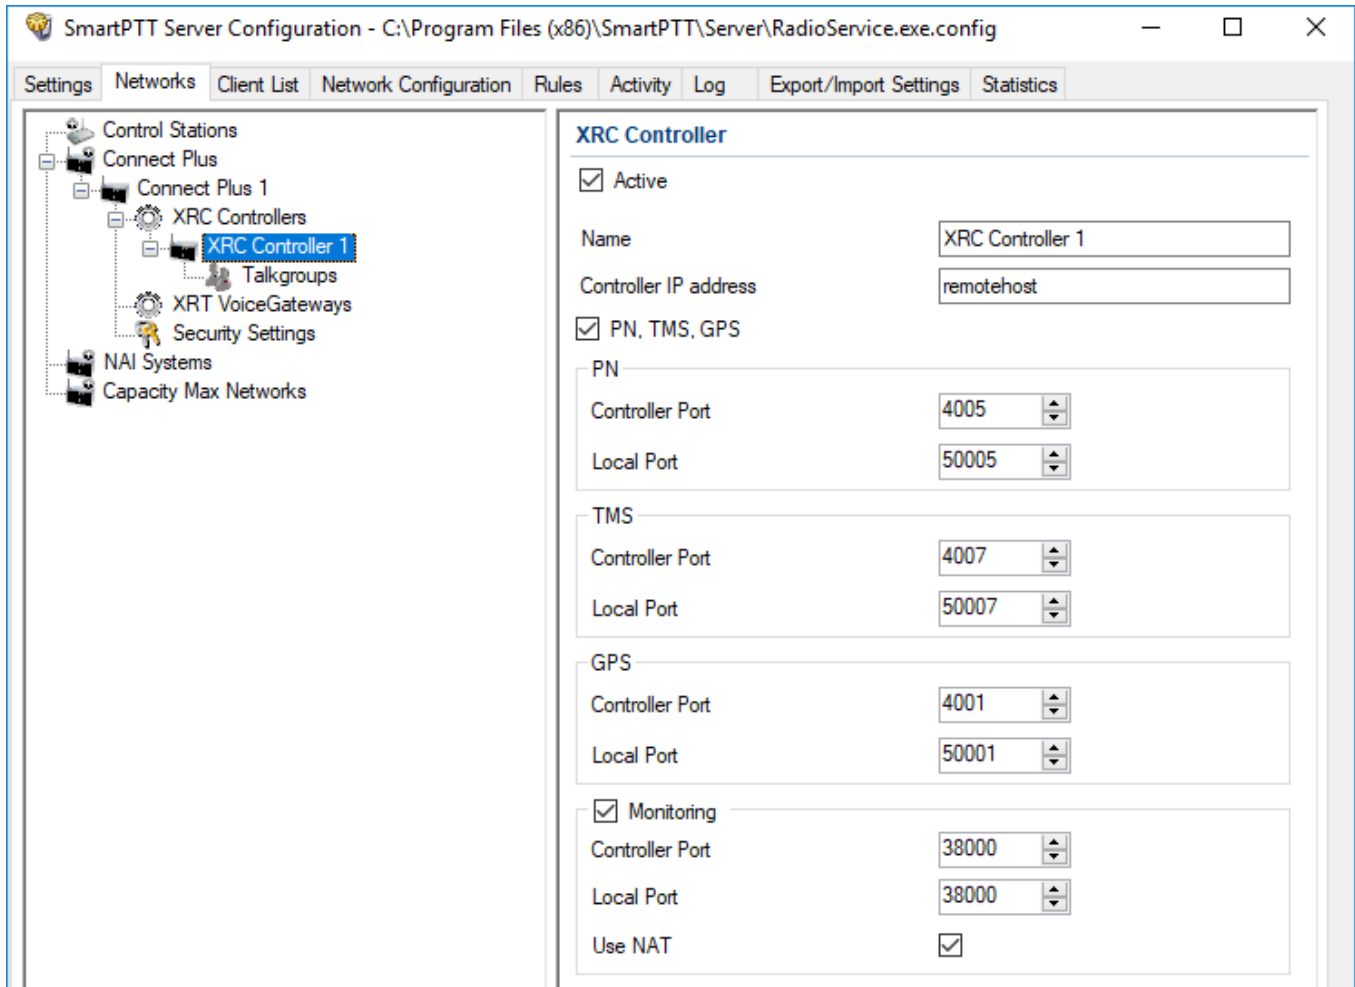 SmartPTT Server Configuration - C:\Program Files (x86)\SmartPTT\Server\RadioService.exe.config
Settings Networks Client List Network Configuration Rules Activity Log Export/Import Settings Statistics
Control Stations
Connect Plus
Connect Plus 1
XRC Controllers
XRC Controller 1
Talkgroups
XRT VoiceGateways
Security Settings
NAI Systems
Capacity Max Networks
XRC Controller
Active
Name XRC Controller 1
Controller IP address remotehost
PN, TMS, GPS
PN
Controller Port 4005
Local Port 50005
TMS
Controller Port 4007
Local Port 50007
GPS
Controller Port 4001
Local Port 50001
Monitoring
Controller Port 38000
Local Port 38000
Use NAT